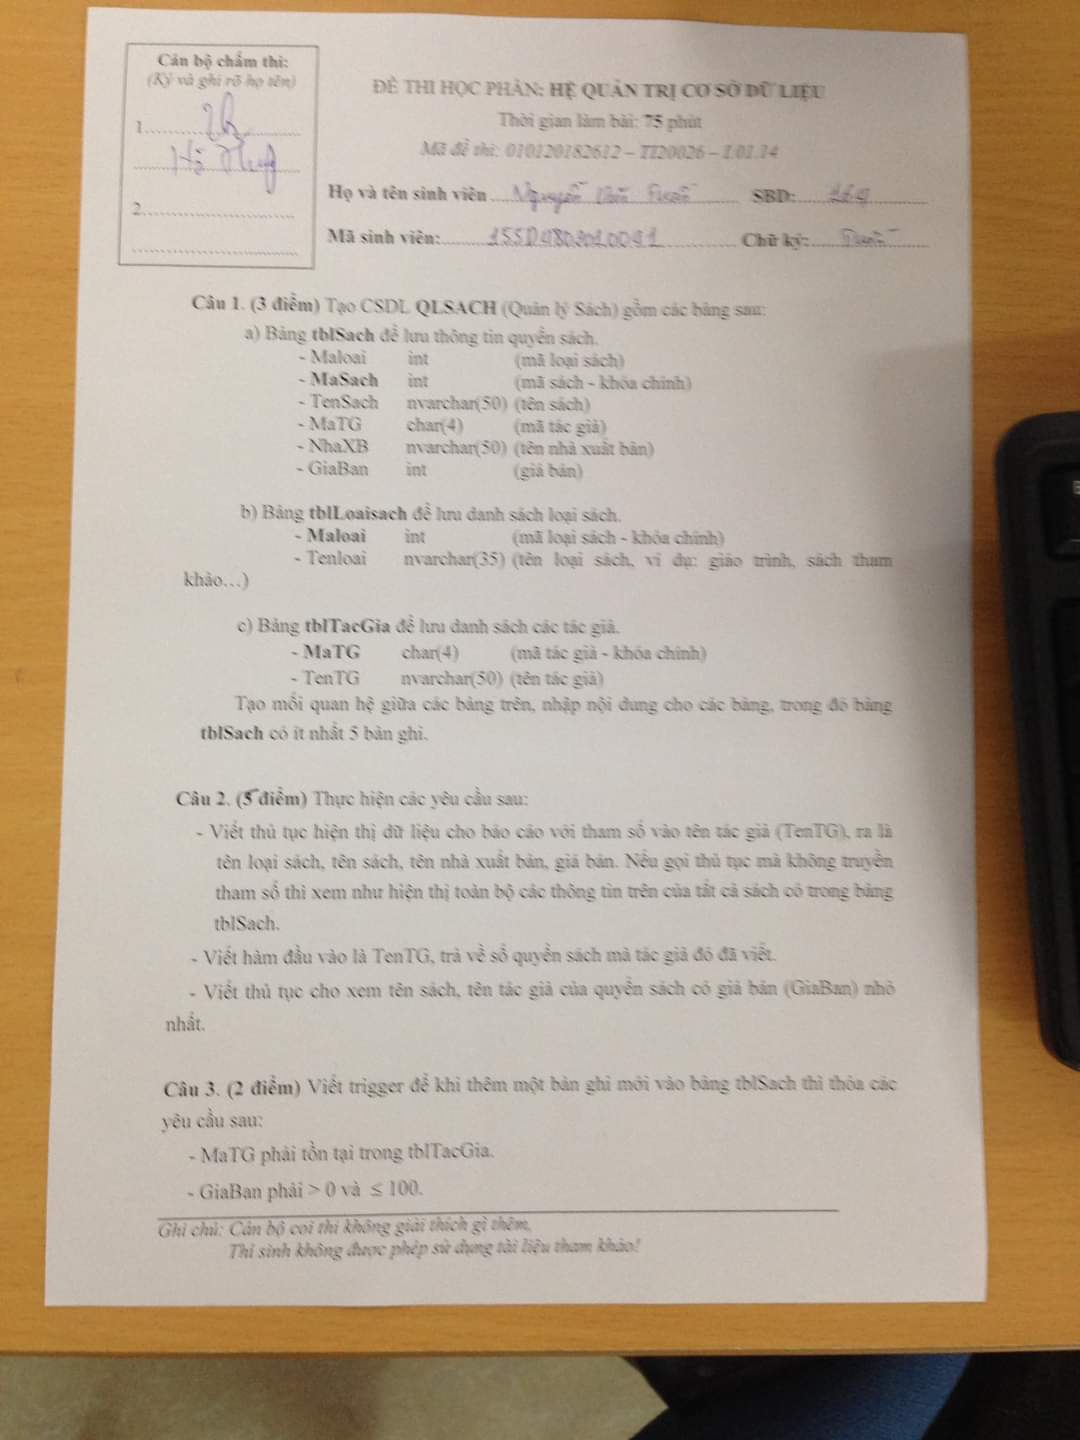 Cán bộ chấm thi:
(Ký và ghi rõ họ tên)
1
2
ĐỀ THI HỌC PHẦN: HỆ QUẢN TRỊ CƠ SỞ DỮ LIỆU
Thời gian làm bài: 75 phút
Mã đề thi: 010120182612 – TI20026 – L01.14
Họ và tên sinh viên Nguyễn Văn SBD:
Mã sinh viên: 155D4803010091 Chữ ký:
Câu 1. (3 điểm) Tạo CSDL QLSACH (Quản lý Sách) gồm các bảng sau:
a) Bảng tblSach để lưu thông tin quyển sách.
- Maloai int (mã loại sách)
- MaSach int (mã sách - khóa chính)
- TenSach nvarchar(50) (tên sách)
- MaTG char(4) (mã tác giả)
- NhaXB nvarchar(50) (tên nhà xuất bản)
- GiaBan int (giá bán)
b) Bảng tblLoaisach để lưu danh sách loại sách.
- Maloai int (mã loại sách - khóa chính)
- Tenloai nvarchar(35) (tên loại sách, ví dụ: giáo trình, sách tham
khảo…)
c) Bảng tblTacGia để lưu danh sách các tác giả.
- MaTG char(4) (mã tác giả - khóa chính)
- TenTG nvarchar(50) (tên tác giả)
Tạo mối quan hệ giữa các bảng trên, nhập nội dung cho các bảng, trong đó bảng
tblSach có ít nhất 5 bản ghi.
Câu 2. (5 điểm) Thực hiện các yêu cầu sau:
- Viết thủ tục hiện thị dữ liệu cho báo cáo với tham số vào tên tác giả (TenTG), ra là
tên loại sách, tên sách, tên nhà xuất bản, giá bán. Nếu gọi thủ tục mà không truyền
tham số thì xem như hiện thị toàn bộ các thông tin trên của tất cả sách có trong bảng
tblSach.
- Viết hàm đầu vào là TenTG, trả về số quyển sách mà tác giả đó đã viết.
- Viết thủ tục cho xem tên sách, tên tác giả của quyển sách có giá bán (GiaBan) nhỏ
nhất.
Câu 3. (2 điểm) Viết trigger để khi thêm một bản ghi mới vào bảng tblSach thì thỏa các
yêu cầu sau:
- MaTG phải tồn tại trong tblTacGia.
- GiaBan phải > 0 và ≤ 100.
Ghi chú: Cán bộ coi thi không giải thích gì thêm.
Thí sinh không được phép sử dụng tài liệu tham khảo!